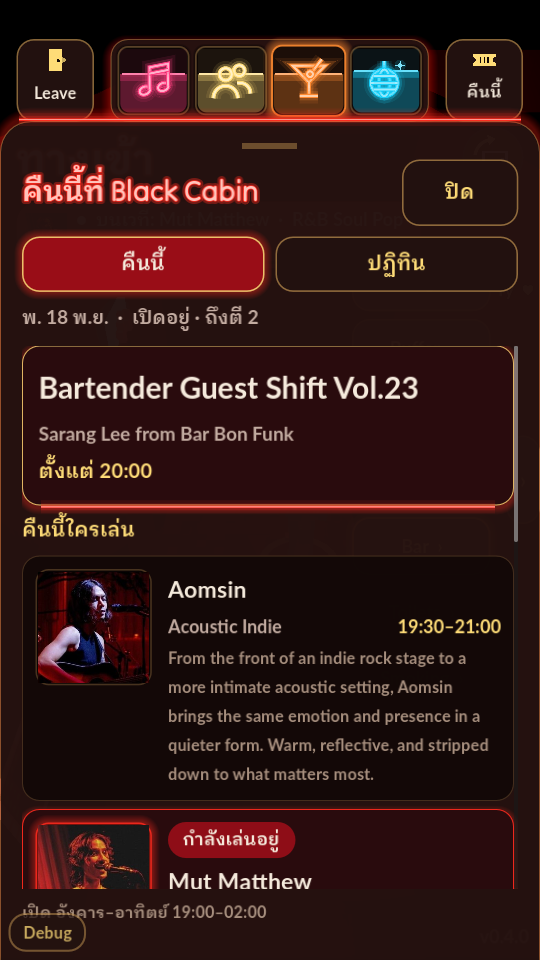 Leave
คืนนี้
คืนนี้ที่ Black Cabin
ปิด
คืนนี้
ปฏิทิน
พ. 18 พ.ย. · เปิดอยู่ · ถึงตี 2
Bartender Guest Shift Vol.23
Sarang Lee from Bar Bon Funk
ตั้งแต่ 20:00
คืนนี้ใครเล่น
Aomsin
Acoustic Indie
19:30–21:00
From the front of an indie rock stage to a
more intimate acoustic setting, Aomsin
brings the same emotion and presence in a
quieter form. Warm, reflective, and stripped
down to what matters most.
กำลังเล่นอยู่
Mut Matthew
เปิด อังคาร–อาทิตย์ 19:00–02:00
Debug